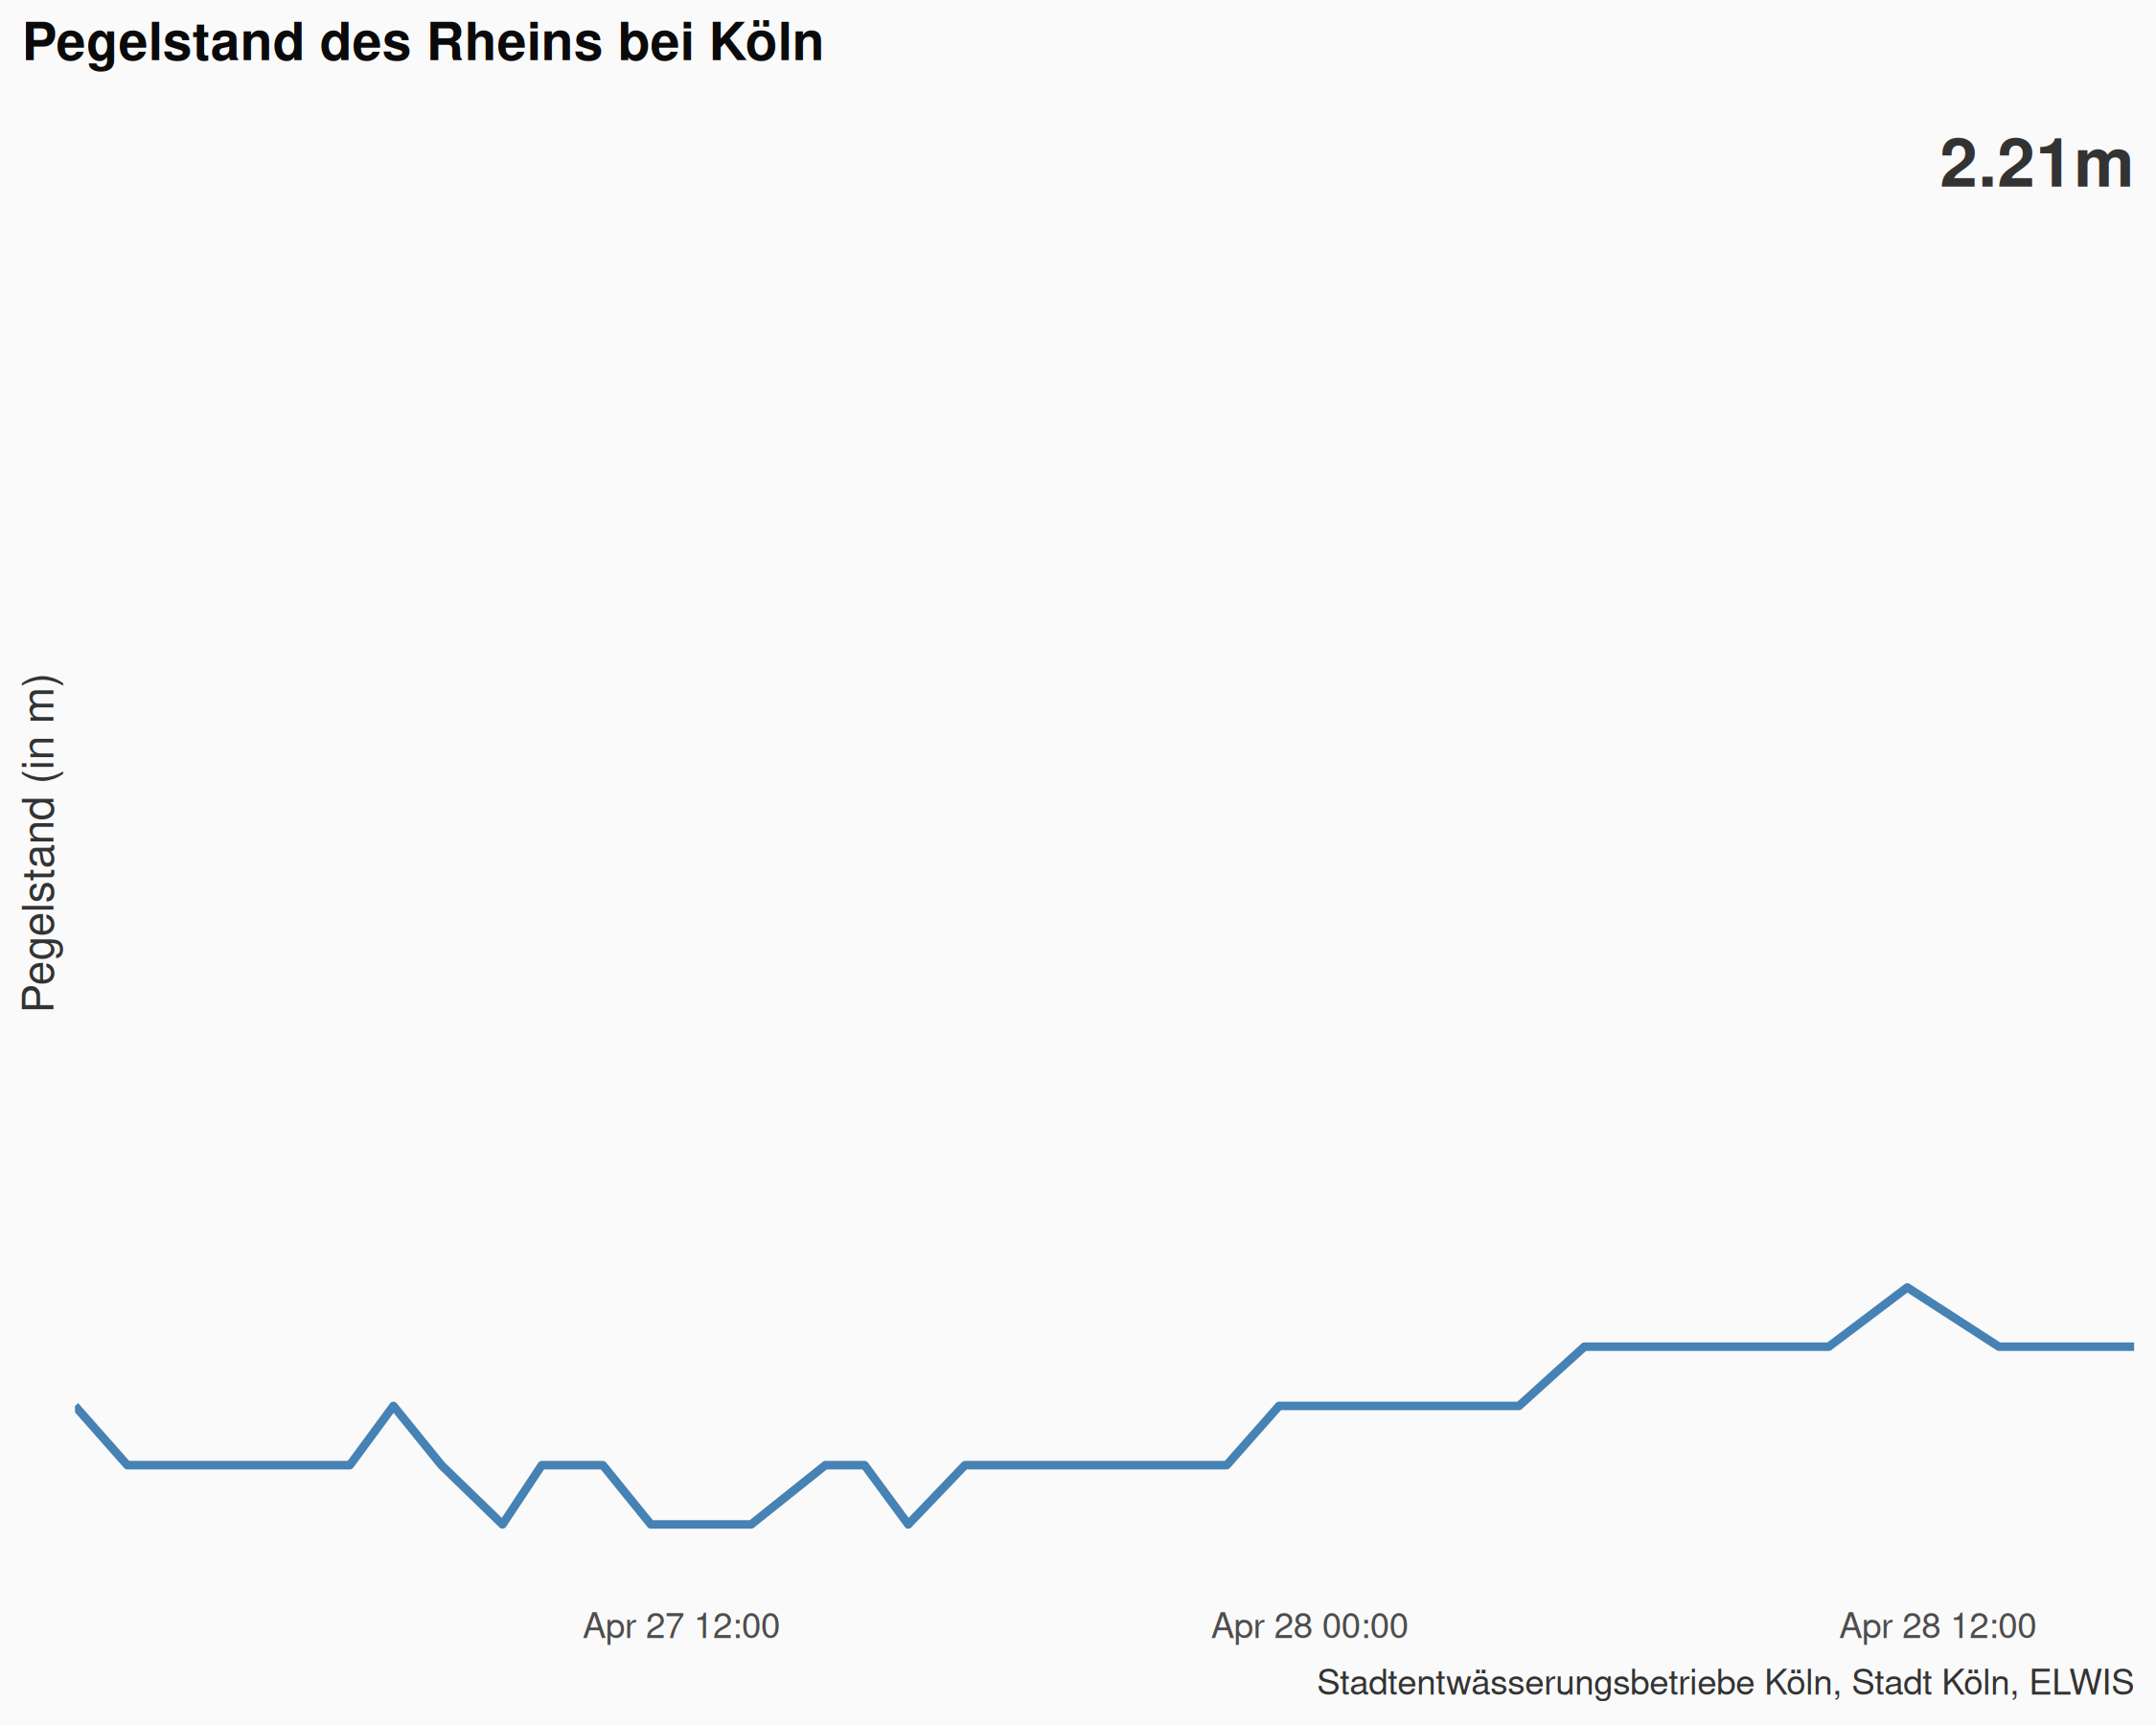 Pegelstand des Rheins bei Köln
2.21m
Pegelstand (in m)
Apr 27 12:00
Apr 28 00:00
Apr 28 12:00
Stadtentwässerungsbetriebe Köln, Stadt Köln, ELWIS